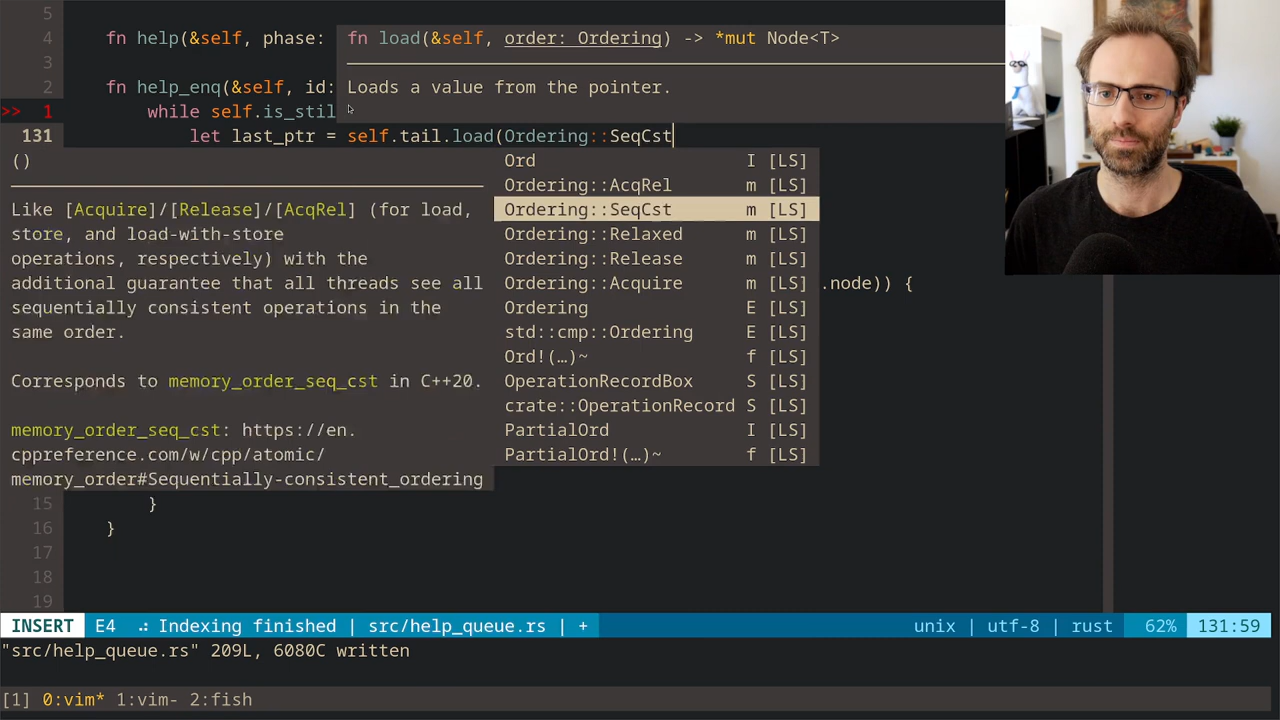 5
4 fn help(&self, phase: fn load(&self, order: Ordering) -> *mut Node<T>
3
2 fn help_enq(&self, id: Loads a value from the pointer.
>> 1 while self.is_stil
131 let last_ptr = self.tail.load(Ordering::SeqCst
() Ord I [LS]
Ordering::AcqRel m [LS]
Like [Acquire]/[Release]/[AcqRel] (for load, Ordering::SeqCst m [LS]
store, and load-with-store Ordering::Relaxed m [LS]
operations, respectively) with the Ordering::Release m [LS]
additional guarantee that all threads see all Ordering::Acquire m [LS] .node)) {
sequentially consistent operations in the Ordering E [LS]
same order. std::cmp::Ordering E [LS]
Ord!(…)~ f [LS]
Corresponds to memory_order_seq_cst in C++20. OperationRecordBox S [LS]
crate::OperationRecord S [LS]
memory_order_seq_cst: https://en. PartialOrd I [LS]
cppreference.com/w/cpp/atomic/ PartialOrd!(…)~ f [LS]
memory_order#Sequentially-consistent_ordering
15 }
16 }
17
18
19
INSERT E4 .: Indexing finished | src/help_queue.rs | + unix | utf-8 | rust 62% 131:59
"src/help_queue.rs" 209L, 6080C written
[1] 0:vim* 1:vim- 2:fish